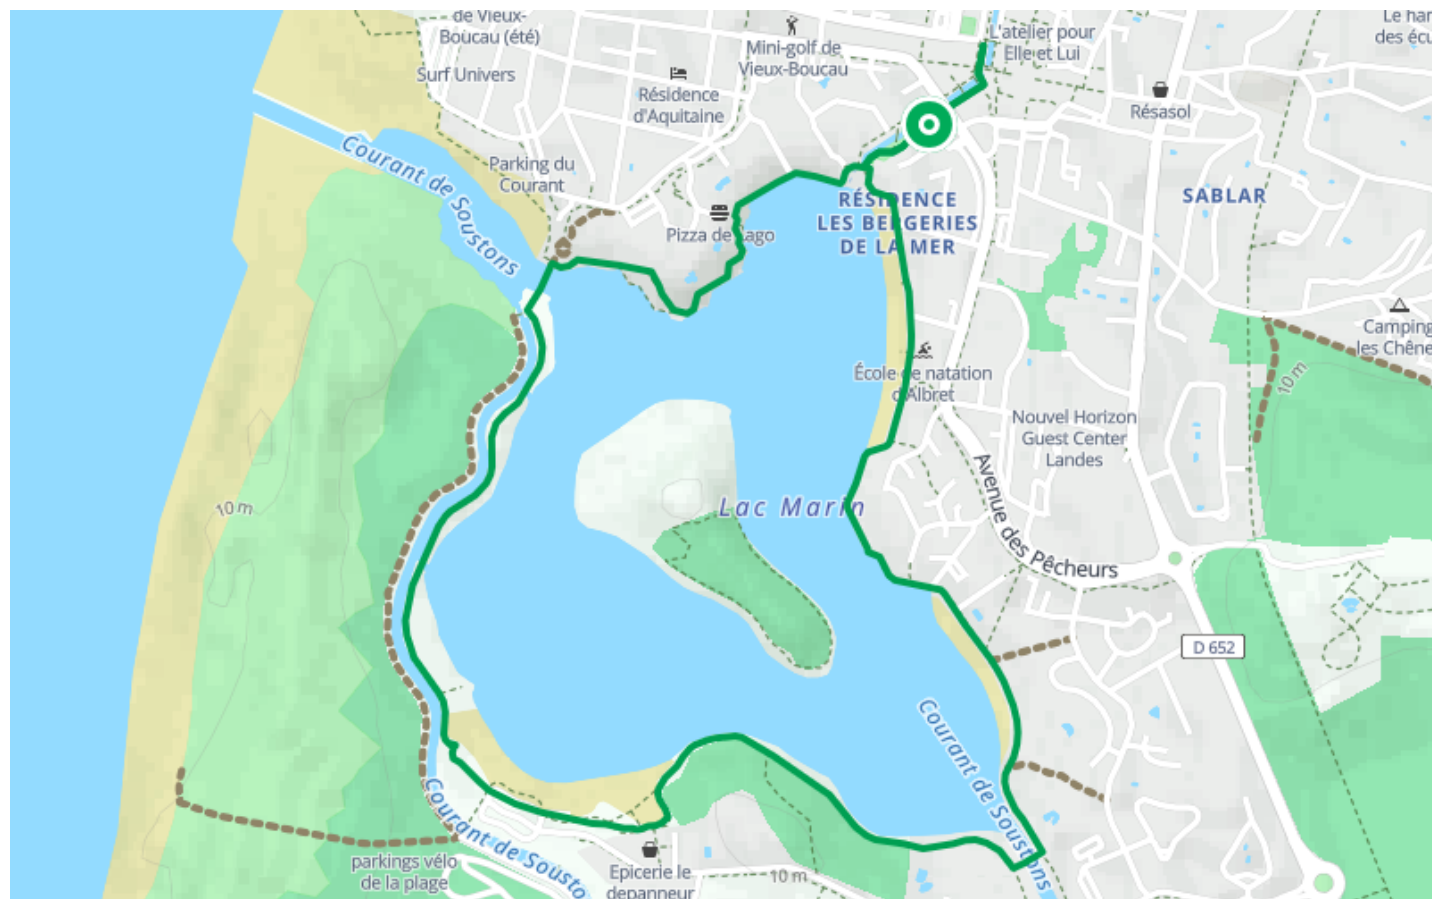 de Vieux-
Boucau (été)
Surf Univers
Mini-golf de
Vieux-Boucau
L'atelier pour
Elle et Lui
Résidence
d'Aquitaine
Résasol
Courant de Soustons
Parking du
Courant
Pizza de Lago
RÉSIDENCE
LES BERGERIES
DE LA MER
SABLAR
Camping
les Chêne
École de natation
d'Albret
10 m
Nouvel Horizon
Guest Center
Landes
10 m
Lac Marin
Avenue des Pêcheurs
D 652
Courant de Soustons
Courant de Sousto
parkings vélo
de la plage
Epicerie le
depanneur
10 m